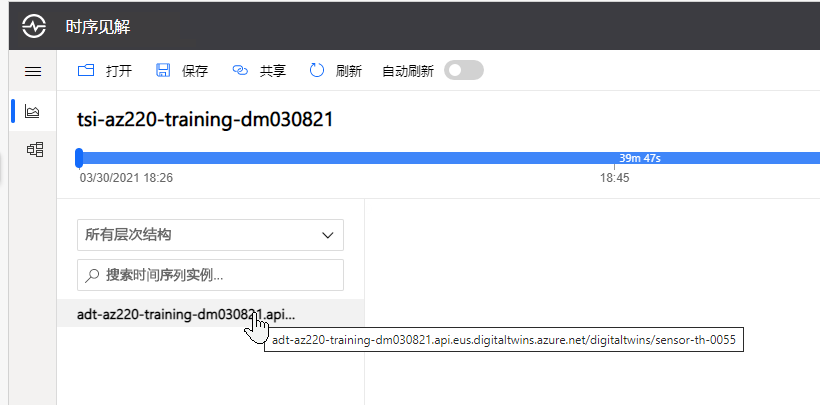 时序见解
打开 保存 共享 刷新 自动刷新
tsi-az220-training-dm030821
39m 47s
03/30/2021 18:26 18:45
所有层次结构
搜索时间序列实例...
adt-az220-training-dm030821.api...
adt-az220-training-dm030821.api.eus.digitaltwins.azure.net/digitaltwins/sensor-th-0055